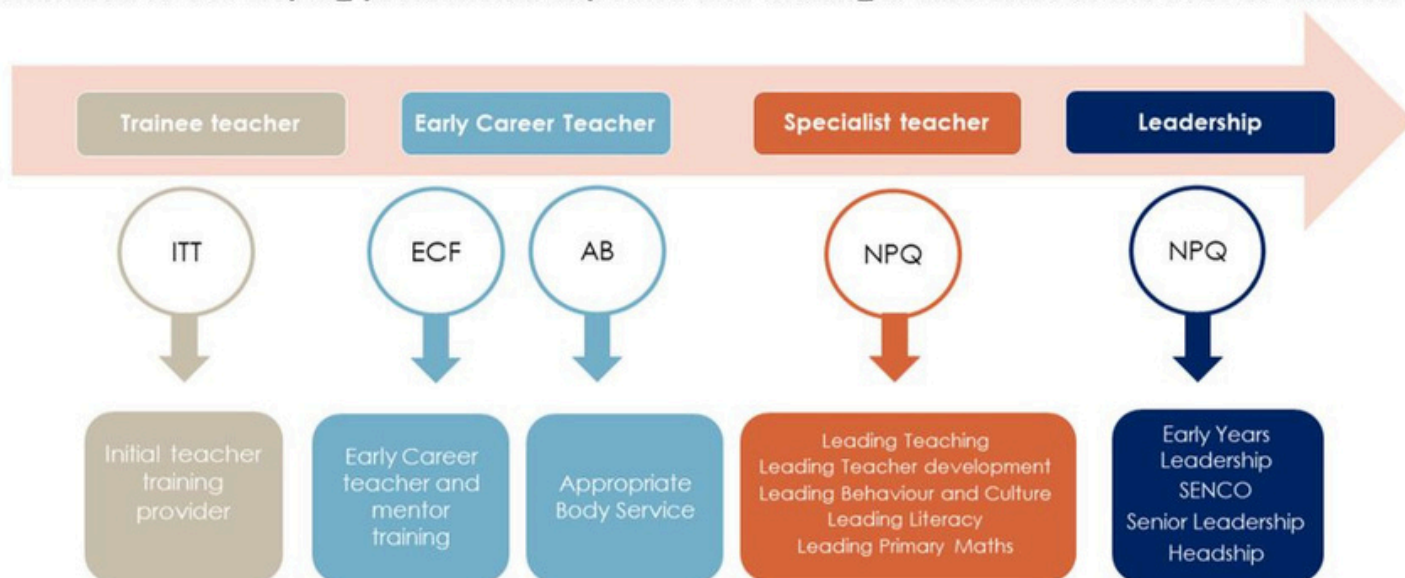 Trainee teacher
Early Career Teacher
Specialist teacher
Leadership
ITT
ECF
AB
NPQ
NPQ
Initial teacher
training
provider
Early Career
teacher and
mentor
training
Appropriate
Body Service
Leading Teaching
Leading Teacher development
Leading Behaviour and Culture
Leading Literacy
Leading Primary Maths
Early Years
Leadership
SENCO
Senior Leadership
Headship